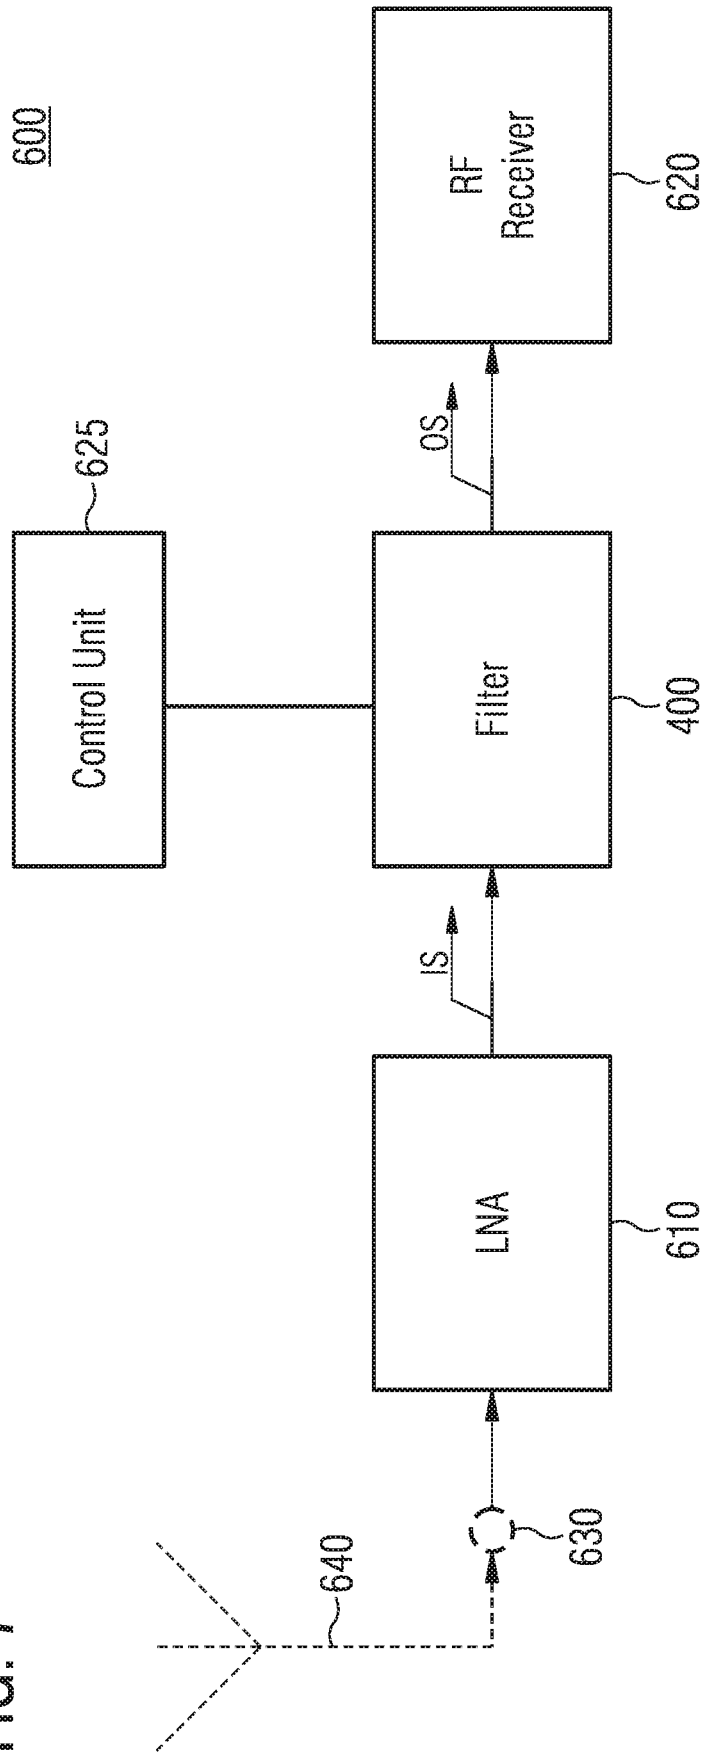 600
Control Unit
625
640
IS
OS
LNA
Filter
RF
Receiver
630
610
400
620